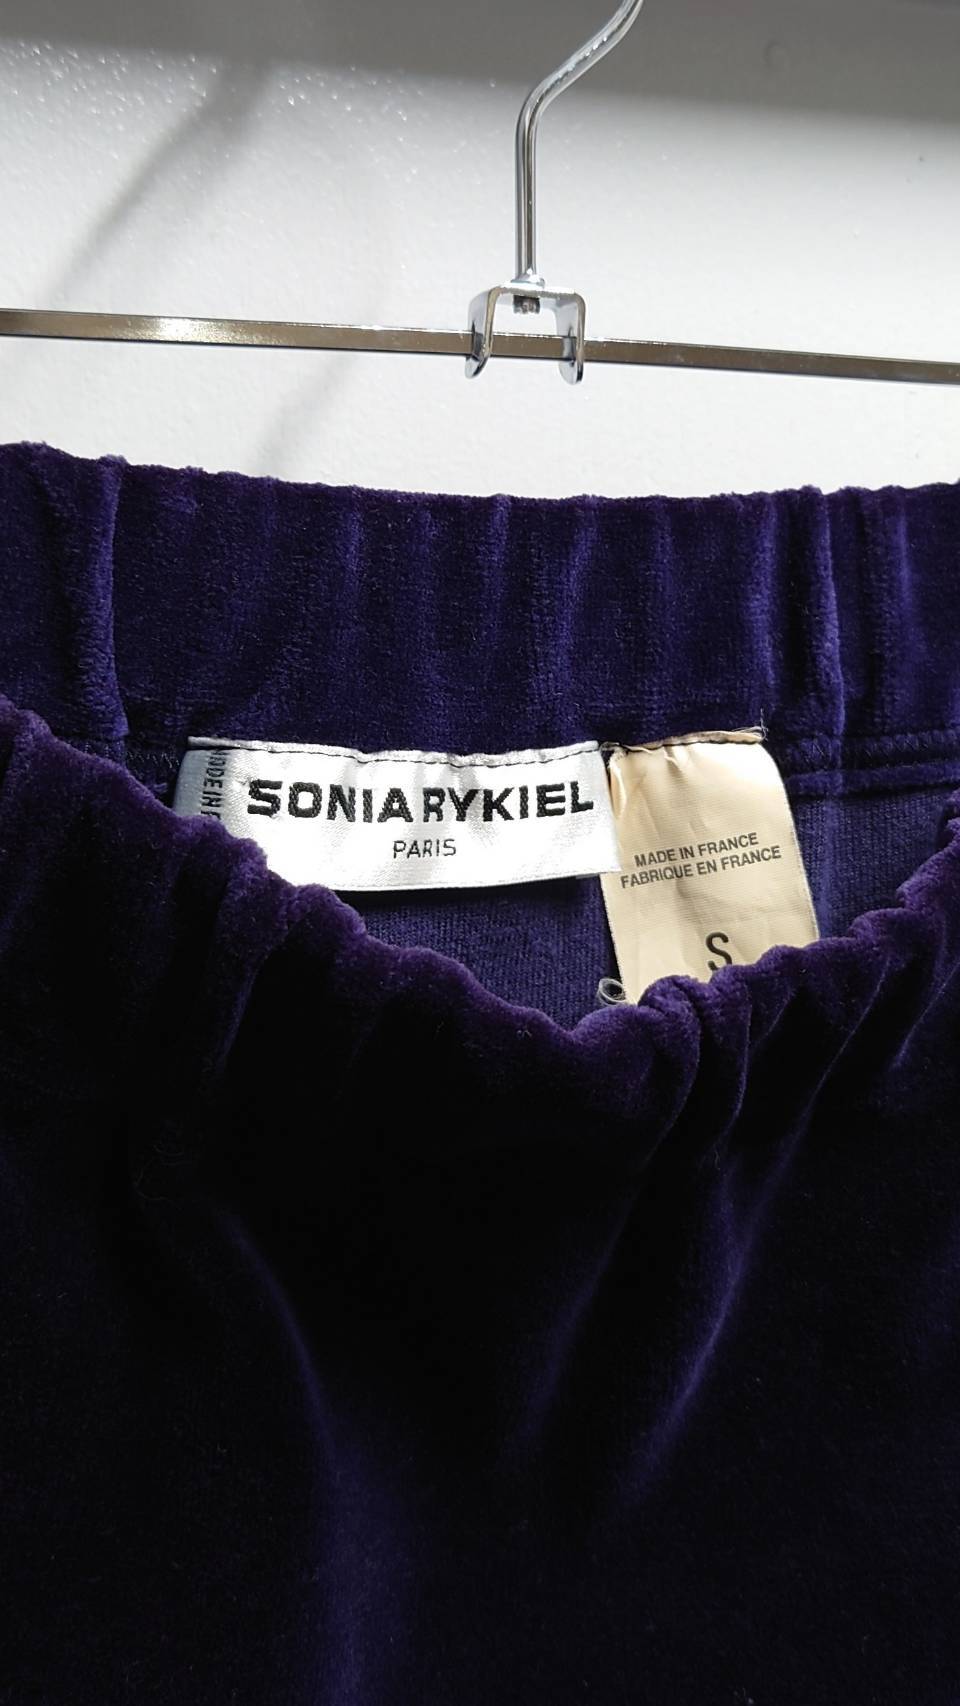 SONIA RYKIEL
PARIS
MADE IN FRANCE
FABRIQUE EN FRANCE
S